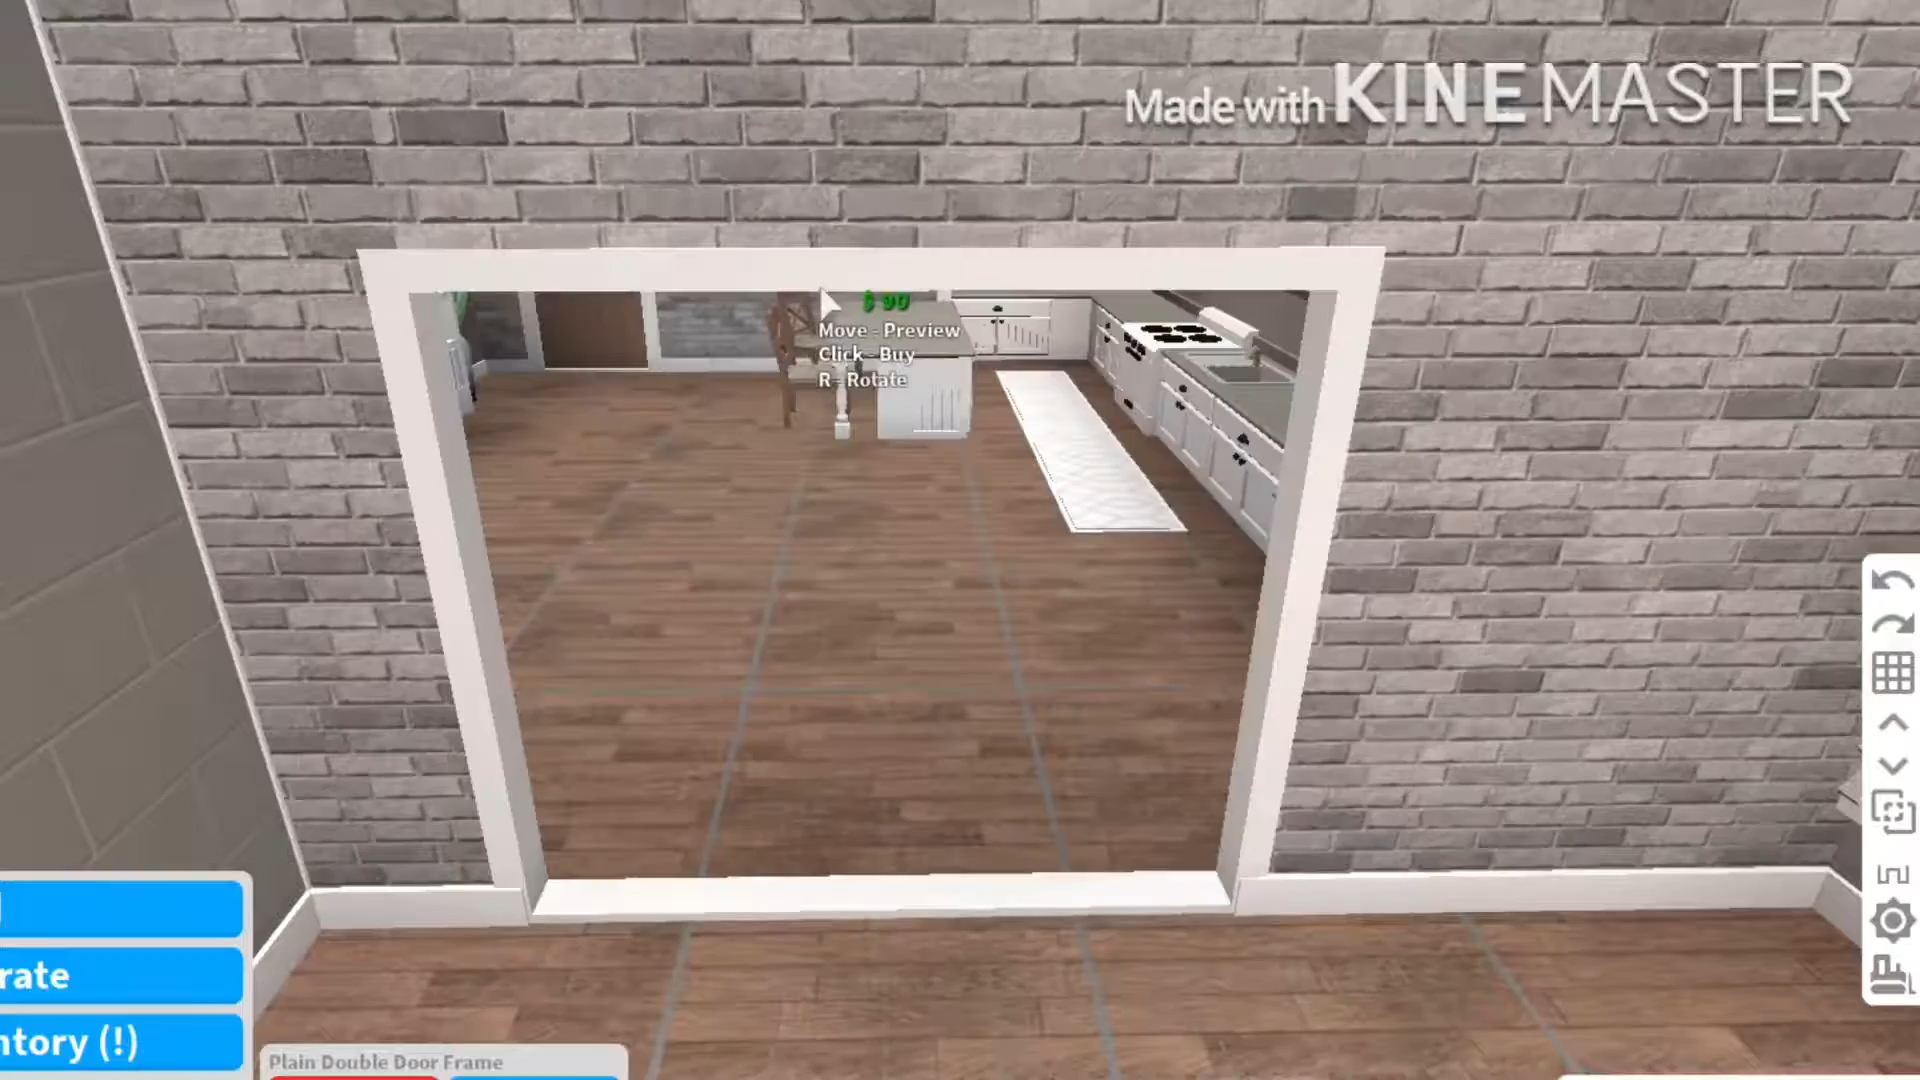 Made with KINEMASTER
$ 90
Move - Preview
Click - Buy
R - Rotate
rate
ntory (!)
Plain Double Door Frame